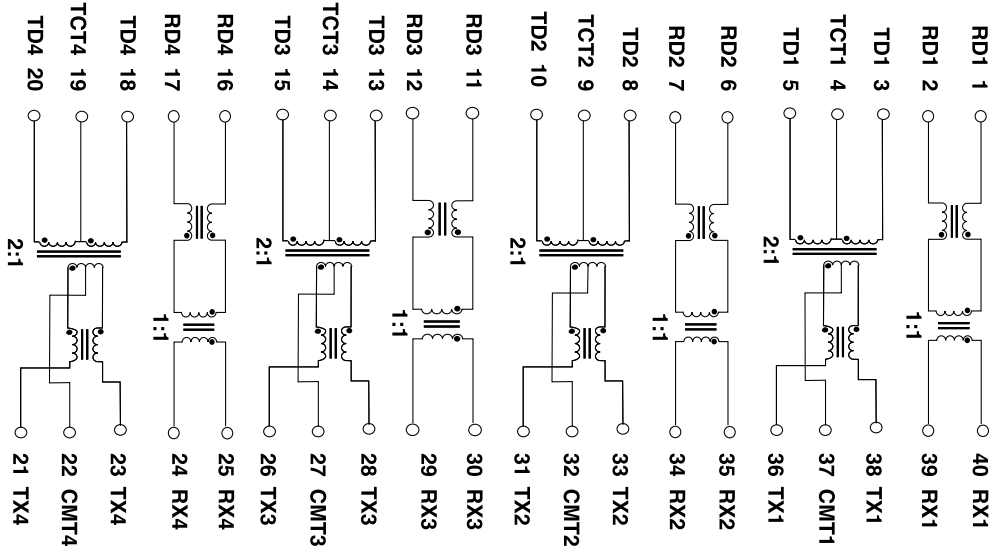 RD1 1
RD1 2
TD1 3
TCT1 4
TD1 5
RD2 6
RD2 7
TD2 8
TCT2 9
TD2 10
RD3 11
RD3 12
TD3 13
TCT3 14
TD3 15
RD4 16
RD4 17
TD4 18
TCT4 19
TD4 20
1:1
2:1
1:1
2:1
1:1
2:1
1:1
2:1
40 RX1
39 RX1
38 TX1
37 CMT1
36 TX1
35 RX2
34 RX2
33 TX2
32 CMT2
31 TX2
30 RX3
29 RX3
28 TX3
27 CMT3
26 TX3
25 RX4
24 RX4
23 TX4
22 CMT4
21 TX4